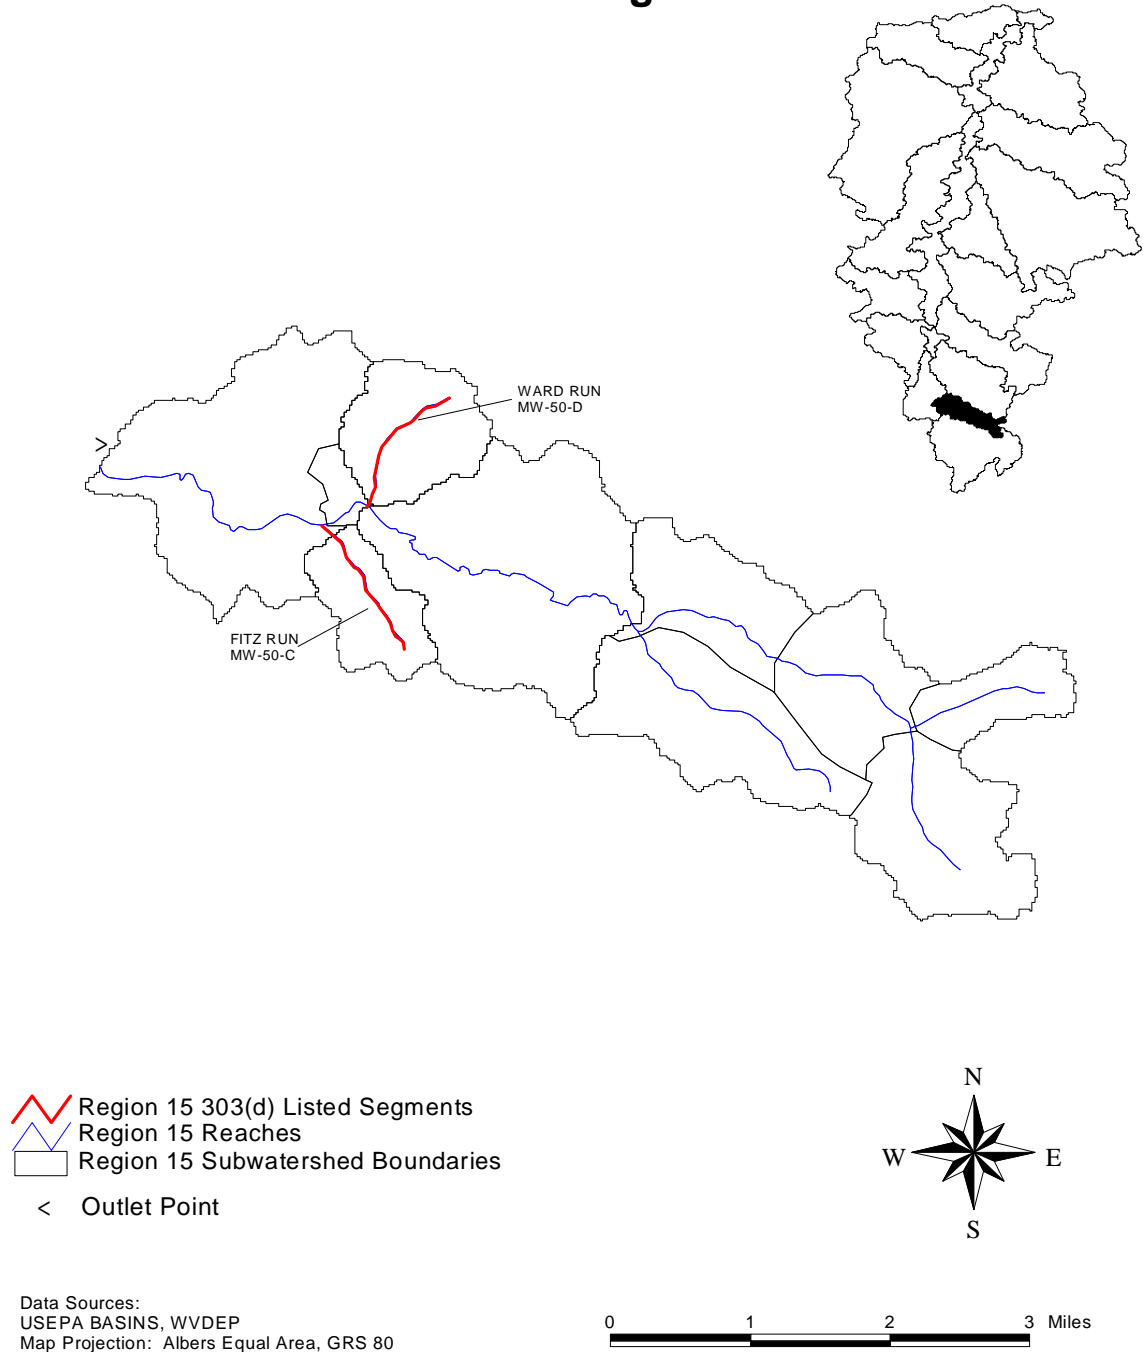 g
WARD RUN
MW-50-D
FITZ RUN
MW-50-C
Region 15 303(d) Listed Segments
Region 15 Reaches
Region 15 Subwatershed Boundaries
< Outlet Point
N
W E
S
Data Sources:
USEPA BASINS, WVDEP
Map Projection: Albers Equal Area, GRS 80
0 1 2 3 Miles